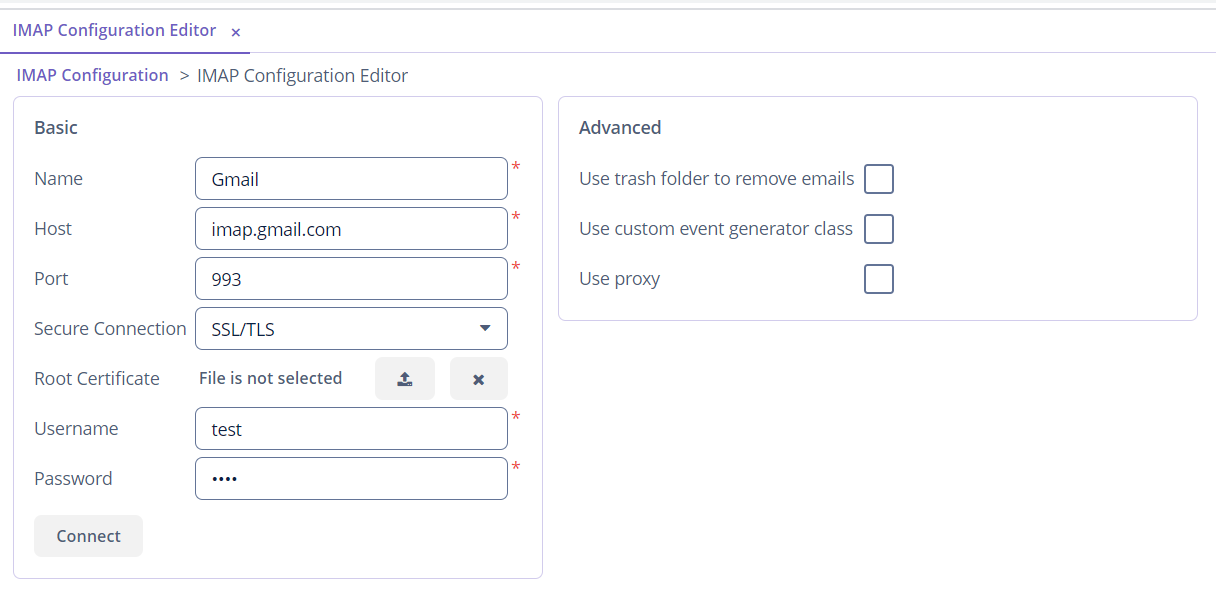 IMAP Configuration Editor ×
IMAP Configuration > IMAP Configuration Editor
Basic
Name Gmail *
Host imap.gmail.com *
Port 993 *
Secure Connection SSL/TLS
Root Certificate File is not selected
Username test *
Password •••• *
Connect
Advanced
Use trash folder to remove emails
Use custom event generator class
Use proxy